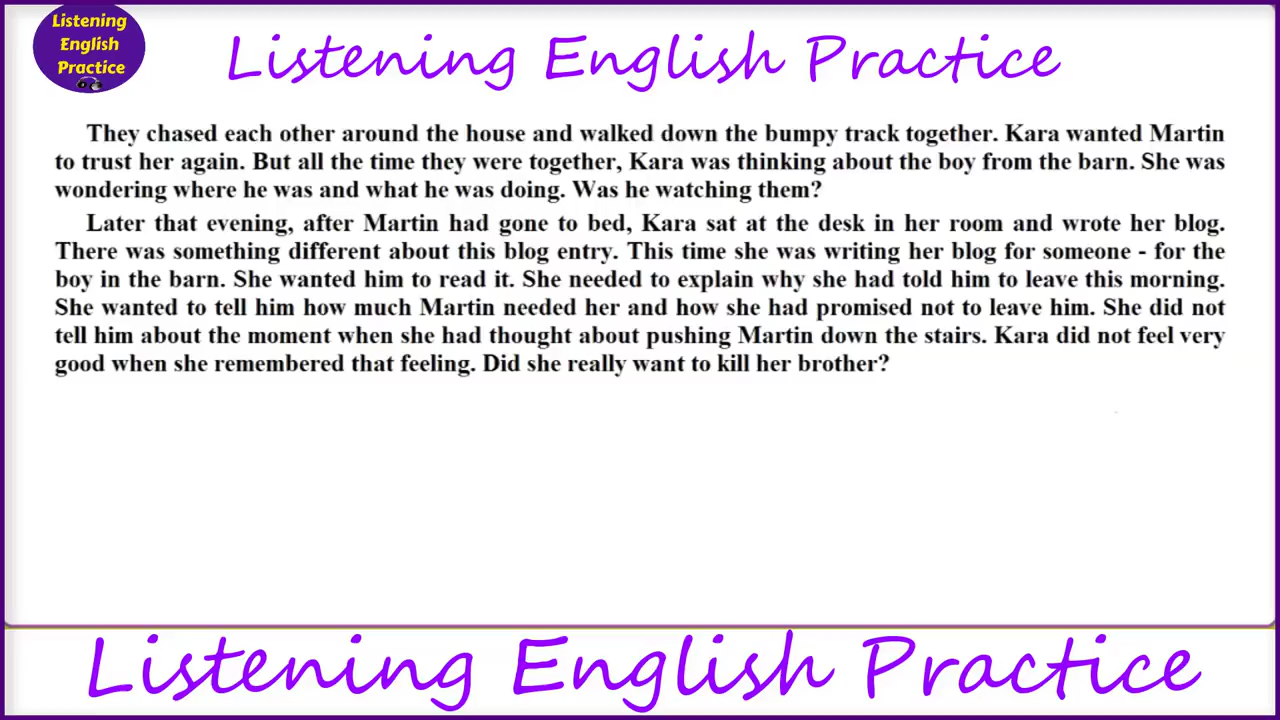 Listening
English
Practice
Listening English Practice
They chased each other around the house and walked down the bumpy track together. Kara wanted Martin
to trust her again. But all the time they were together, Kara was thinking about the boy from the barn. She was
wondering where he was and what he was doing. Was he watching them?
Later that evening, after Martin had gone to bed, Kara sat at the desk in her room and wrote her blog.
There was something different about this blog entry. This time she was writing her blog for someone - for the
boy in the barn. She wanted him to read it. She needed to explain why she had told him to leave this morning.
She wanted to tell him how much Martin needed her and how she had promised not to leave him. She did not
tell him about the moment when she had thought about pushing Martin down the stairs. Kara did not feel very
good when she remembered that feeling. Did she really want to kill her brother?
Listening English Practice